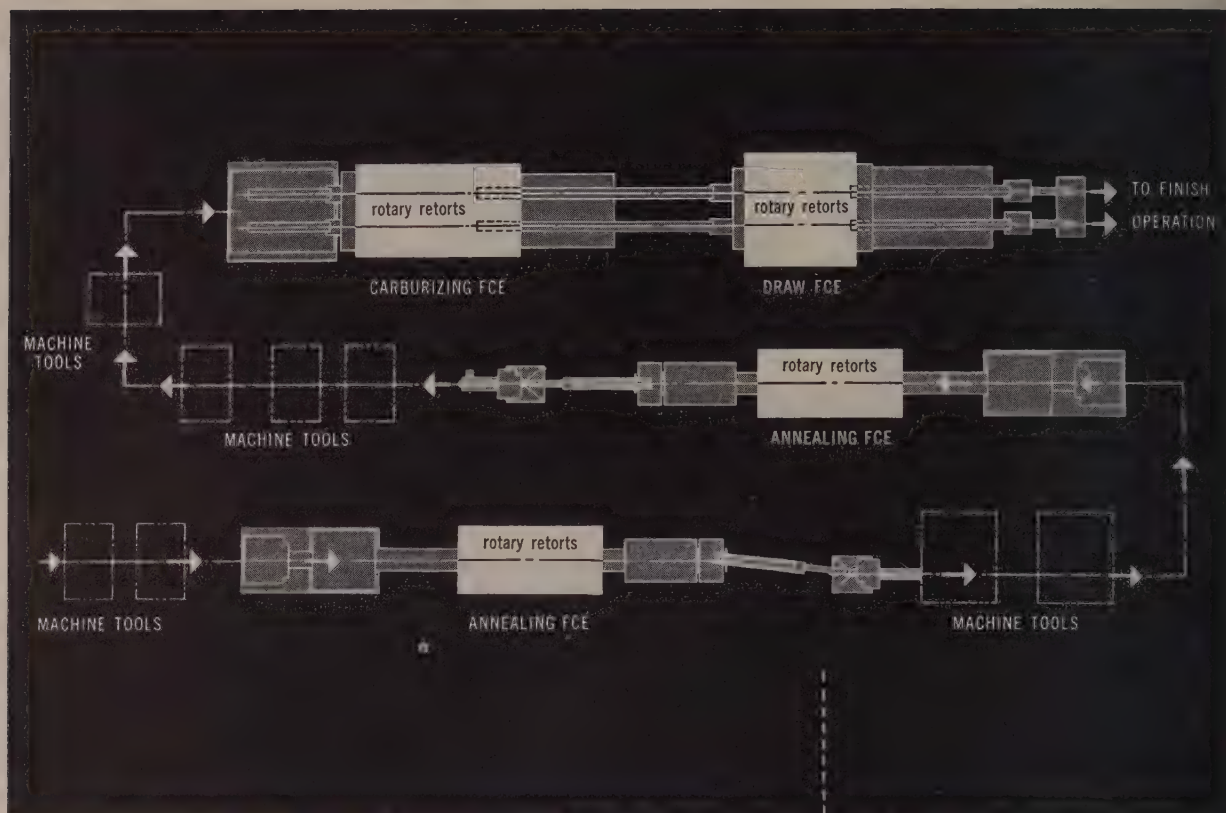 TO FINISH
OPERATION
rotary retorts
rotary retorts
CARBURIZING FCE
DRAW FCE
MACHINE
TOOLS
rotary retorts
MACHINE TOOLS
ANNEALING FCE
rotary retorts
MACHINE TOOLS
ANNEALING FCE
MACHINE TOOLS